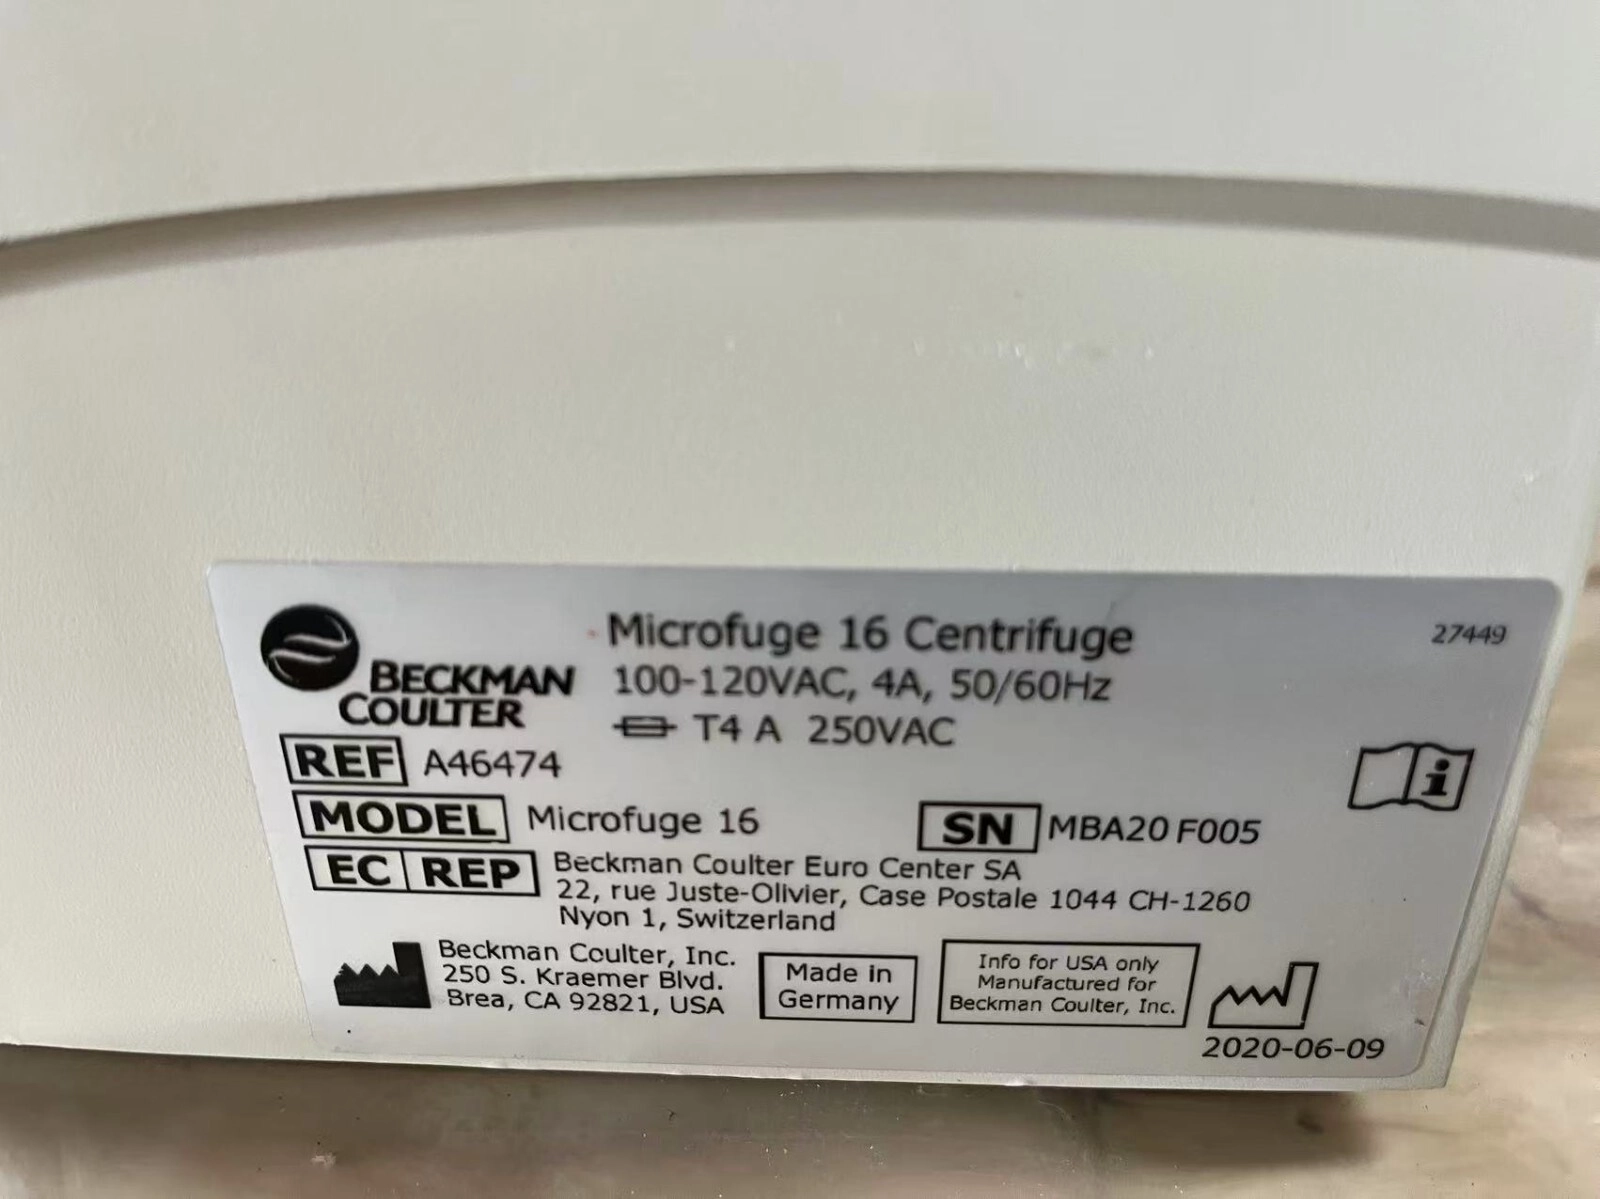 Microfuge 16 Centrifuge
27449
BECKMAN
COULTER
100-120VAC, 4A, 50/60Hz
T4 A 250VAC
REF A46474
MODEL Microfuge 16
SN MBA20 F005
EC REP Beckman Coulter Euro Center SA
22, rue Juste-Olivier, Case Postale 1044 CH-1260
Nyon 1, Switzerland
Beckman Coulter, Inc.
250 S. Kraemer Blvd.
Brea, CA 92821, USA
Made in
Germany
Info for USA only
Manufactured for
Beckman Coulter, Inc.
2020-06-09
i